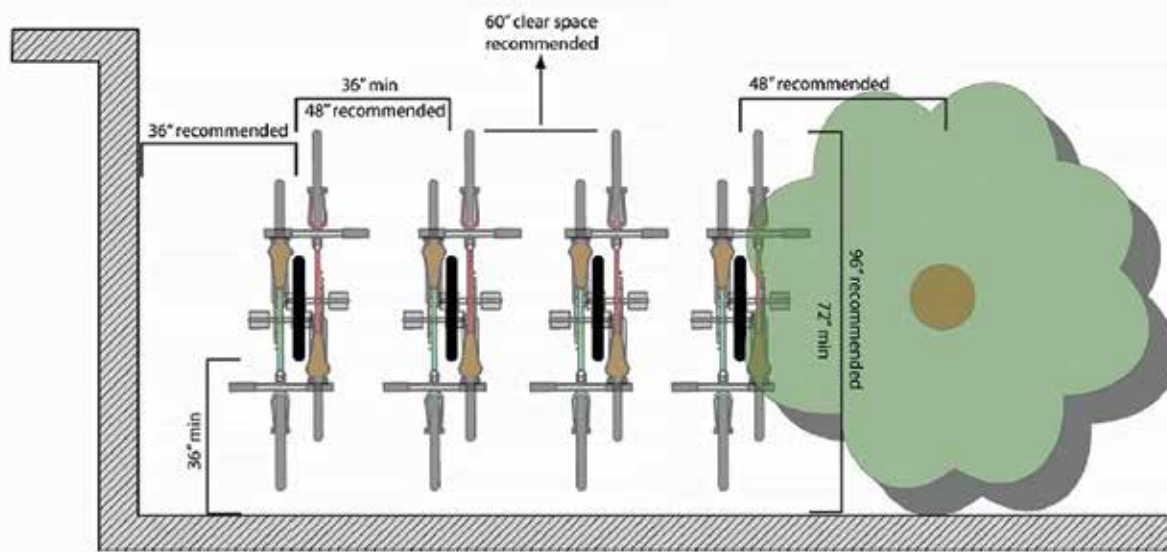 60" clear space
recommended
36" min
48" recommended
48" recommended
36" recommended
96" recommended
72" min
36" min